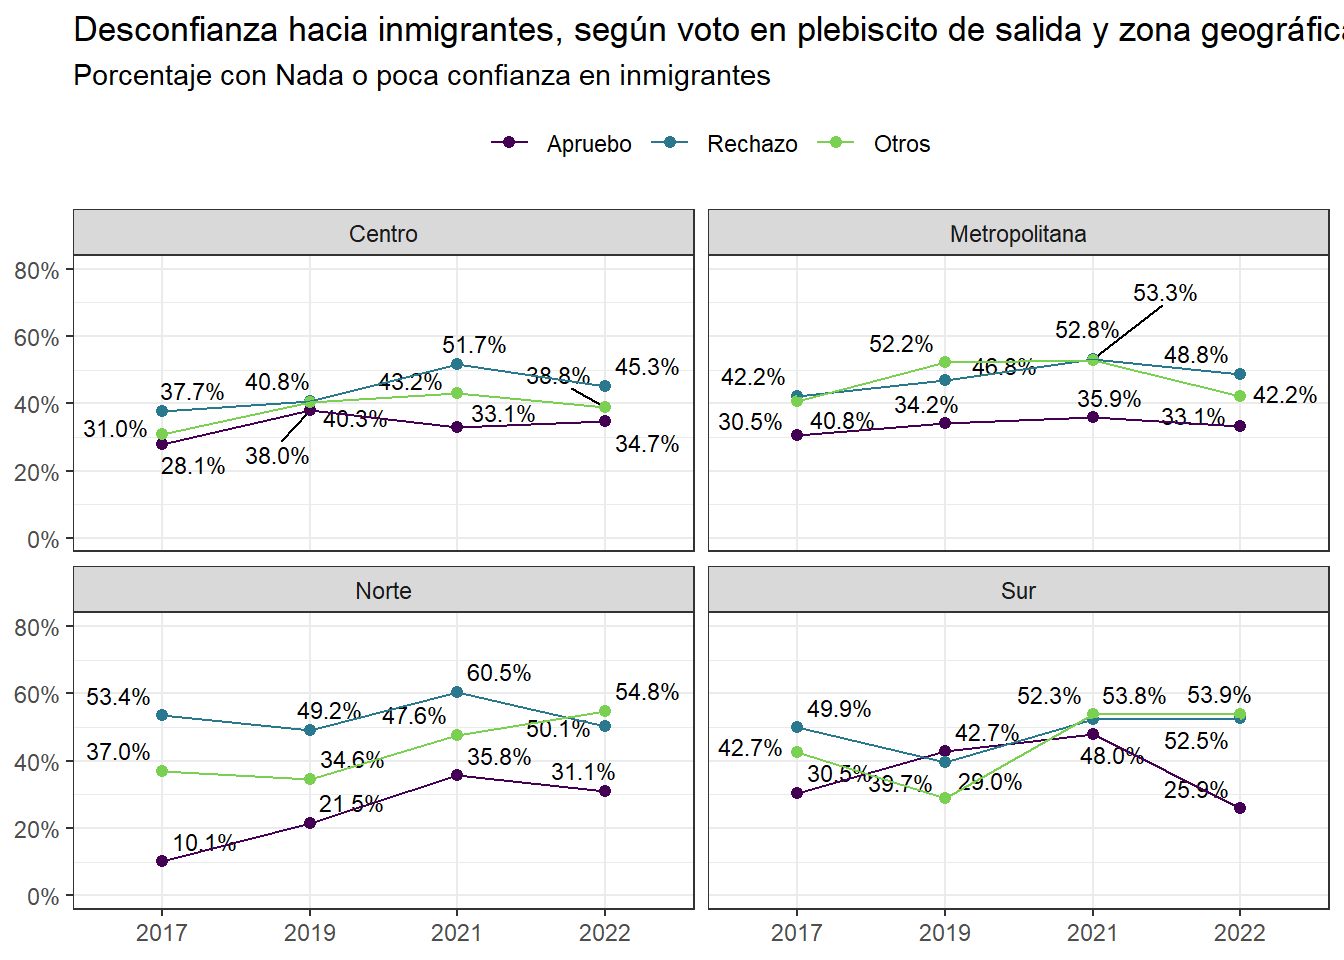 Desconfianza hacia inmigrantes, según voto en plebiscito de salida y zona geográfica
Porcentaje con Nada o poca confianza en inmigrantes
Apruebo Rechazo Otros
Centro Metropolitana
80%
60%
40%
20%
0%
37.7% 40.8% 51.7% 45.3%
31.0% 40.3% 43.2% 38.8%
28.1% 38.0% 33.1% 34.7%
42.2% 52.2% 46.8% 52.8% 53.3% 48.8%
30.5% 40.8% 34.2% 35.9% 33.1% 42.2%
Norte Sur
80%
60%
40%
20%
0%
53.4% 49.2% 60.5% 54.8%
37.0% 34.6% 47.6% 50.1%
10.1% 21.5% 35.8% 31.1%
49.9% 42.7% 52.3% 53.8% 53.9%
42.7% 30.5% 39.7% 29.0% 48.0% 52.5% 25.9%
2017 2019 2021 2022 2017 2019 2021 2022